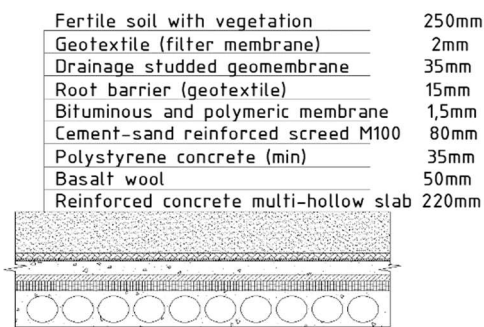 Fertile soil with vegetation 250mm
Geotextile (filter membrane) 2mm
Drainage studded geomembrane 35mm
Root barrier (geotextile) 15mm
Bituminous and polymeric membrane 1,5mm
Cement-sand reinforced screed M100 80mm
Polystyrene concrete (min) 35mm
Basalt wool 50mm
Reinforced concrete multi-hollow slab 220mm